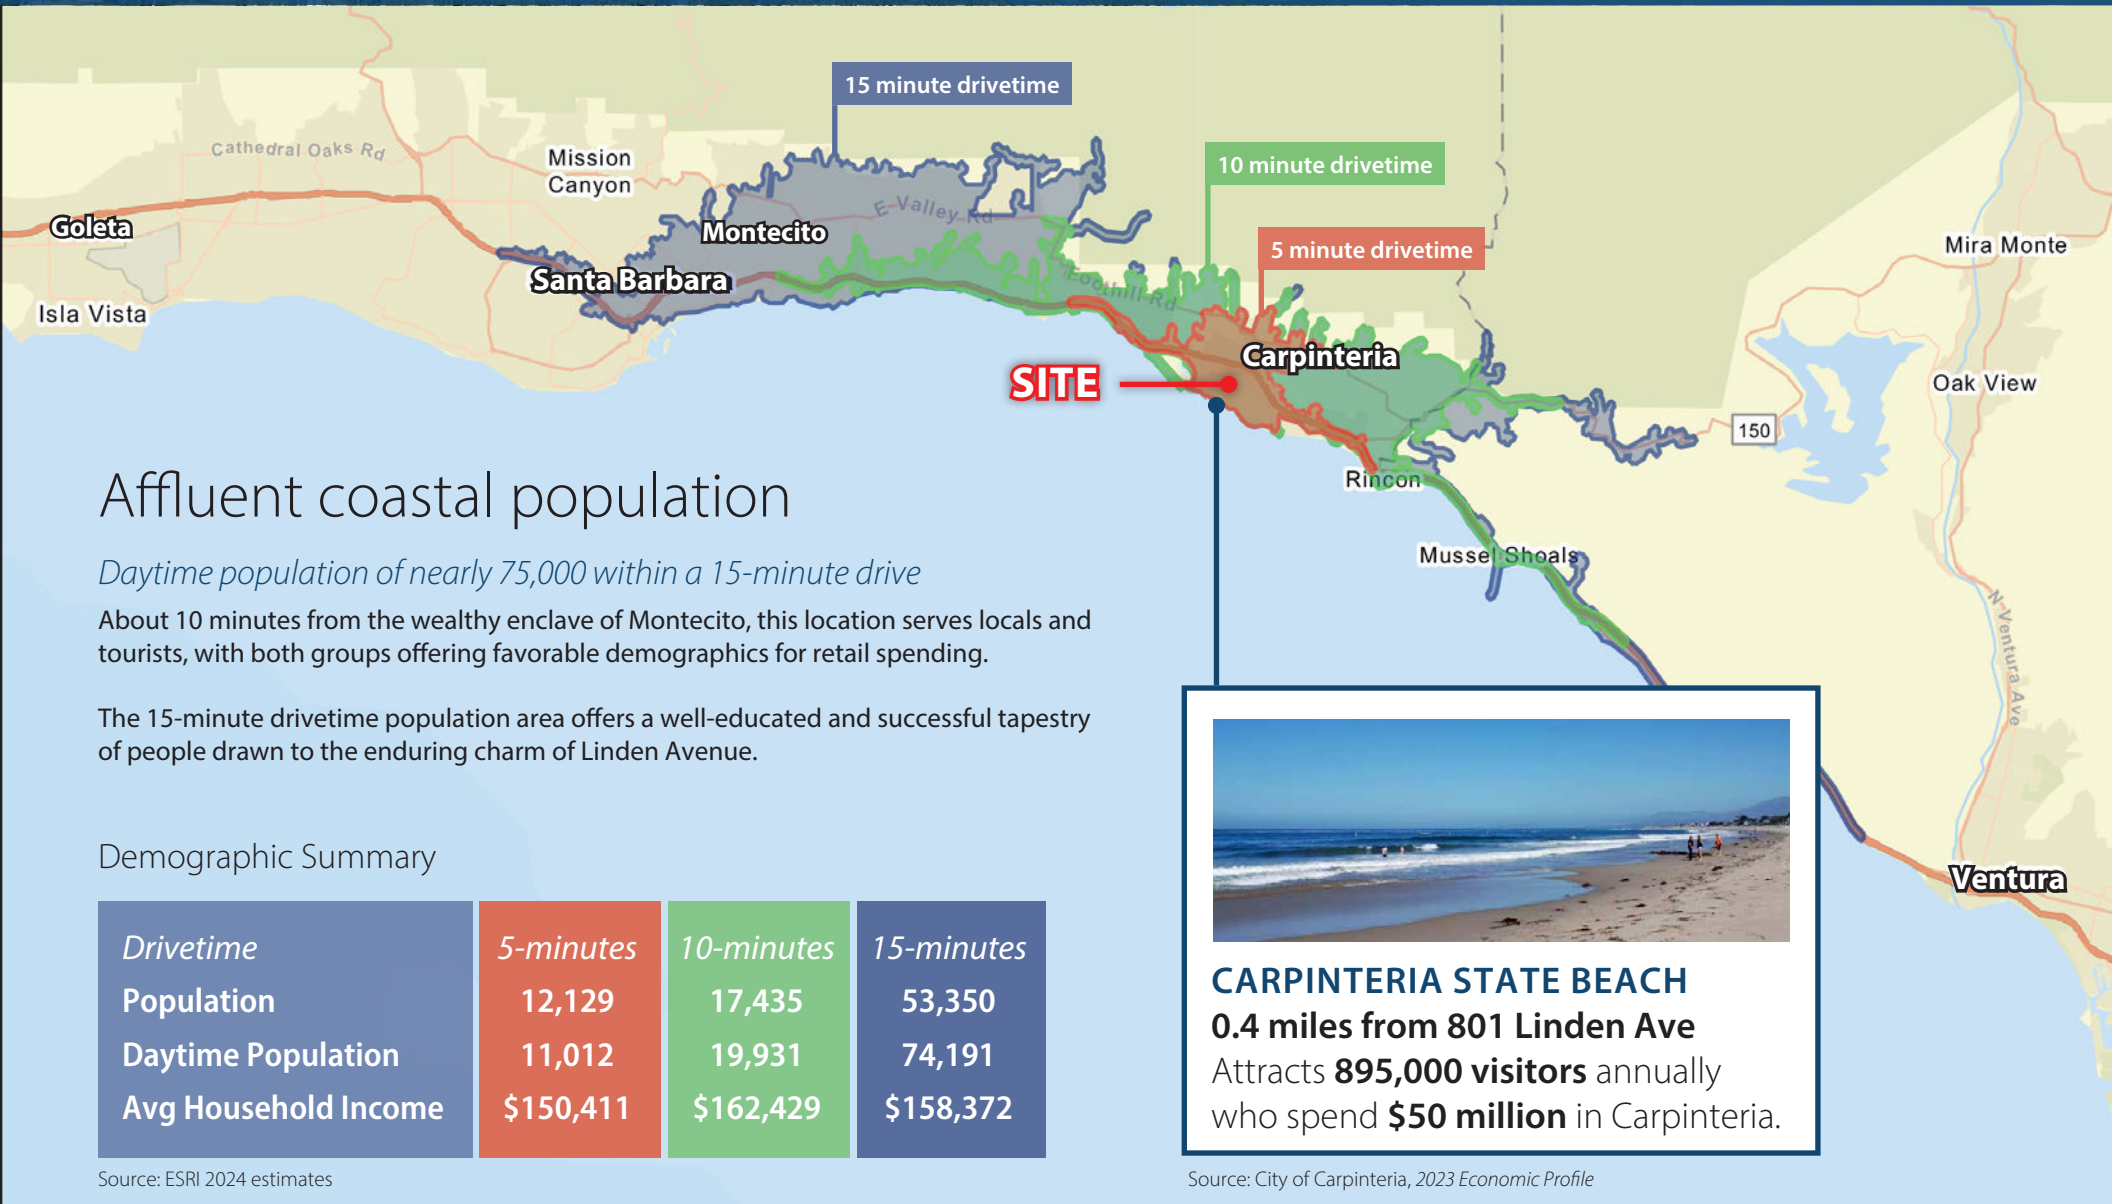 15 minute drivetime
10 minute drivetime
5 minute drivetime
Cathedral Oaks Rd
Mission
Canyon
E Valley Rd
Goleta
Montecito
Santa Barbara
Isla Vista
Foothill Rd
Mira Monte
Carpinteria
SITE
Oak View
150
Rincon
Mussel Shoals
N Ventura Ave
Ventura
Affluent coastal population
Daytime population of nearly 75,000 within a 15-minute drive
About 10 minutes from the wealthy enclave of Montecito, this location serves locals and
tourists, with both groups offering favorable demographics for retail spending.
The 15-minute drivetime population area offers a well-educated and successful tapestry
of people drawn to the enduring charm of Linden Avenue.
Demographic Summary
Drivetime 5-minutes 10-minutes 15-minutes
Population 12,129 17,435 53,350
Daytime Population 11,012 19,931 74,191
Avg Household Income $150,411 $162,429 $158,372
Source: ESRI 2024 estimates
CARPINTERIA STATE BEACH
0.4 miles from 801 Linden Ave
Attracts 895,000 visitors annually
who spend $50 million in Carpinteria.
Source: City of Carpinteria, 2023 Economic Profile